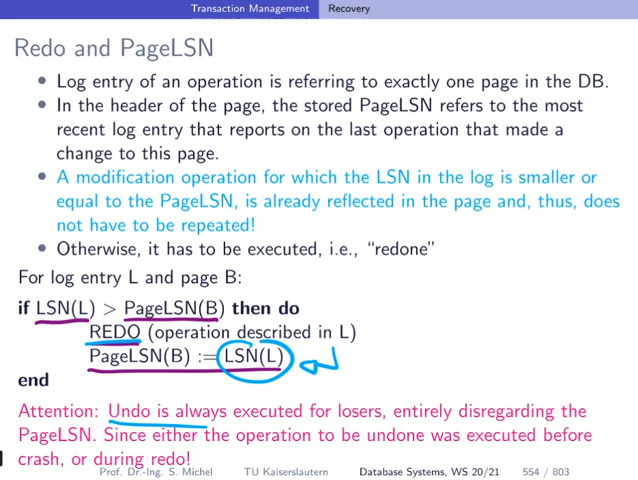 Transaction Management Recovery
Redo and PageLSN
• Log entry of an operation is referring to exactly one page in the DB.
• In the header of the page, the stored PageLSN refers to the most
recent log entry that reports on the last operation that made a
change to this page.
• A modification operation for which the LSN in the log is smaller or
equal to the PageLSN, is already reflected in the page and, thus, does
not have to be repeated!
• Otherwise, it has to be executed, i.e., “redone”
For log entry L and page B:
if LSN(L) > PageLSN(B) then do
REDO (operation described in L)
PageLSN(B) := LSN(L)
end
Attention: Undo is always executed for losers, entirely disregarding the
PageLSN. Since either the operation to be undone was executed before
crash, or during redo!
Prof. Dr.-Ing. S. Michel TU Kaiserslautern Database Systems, WS 20/21 554 / 803